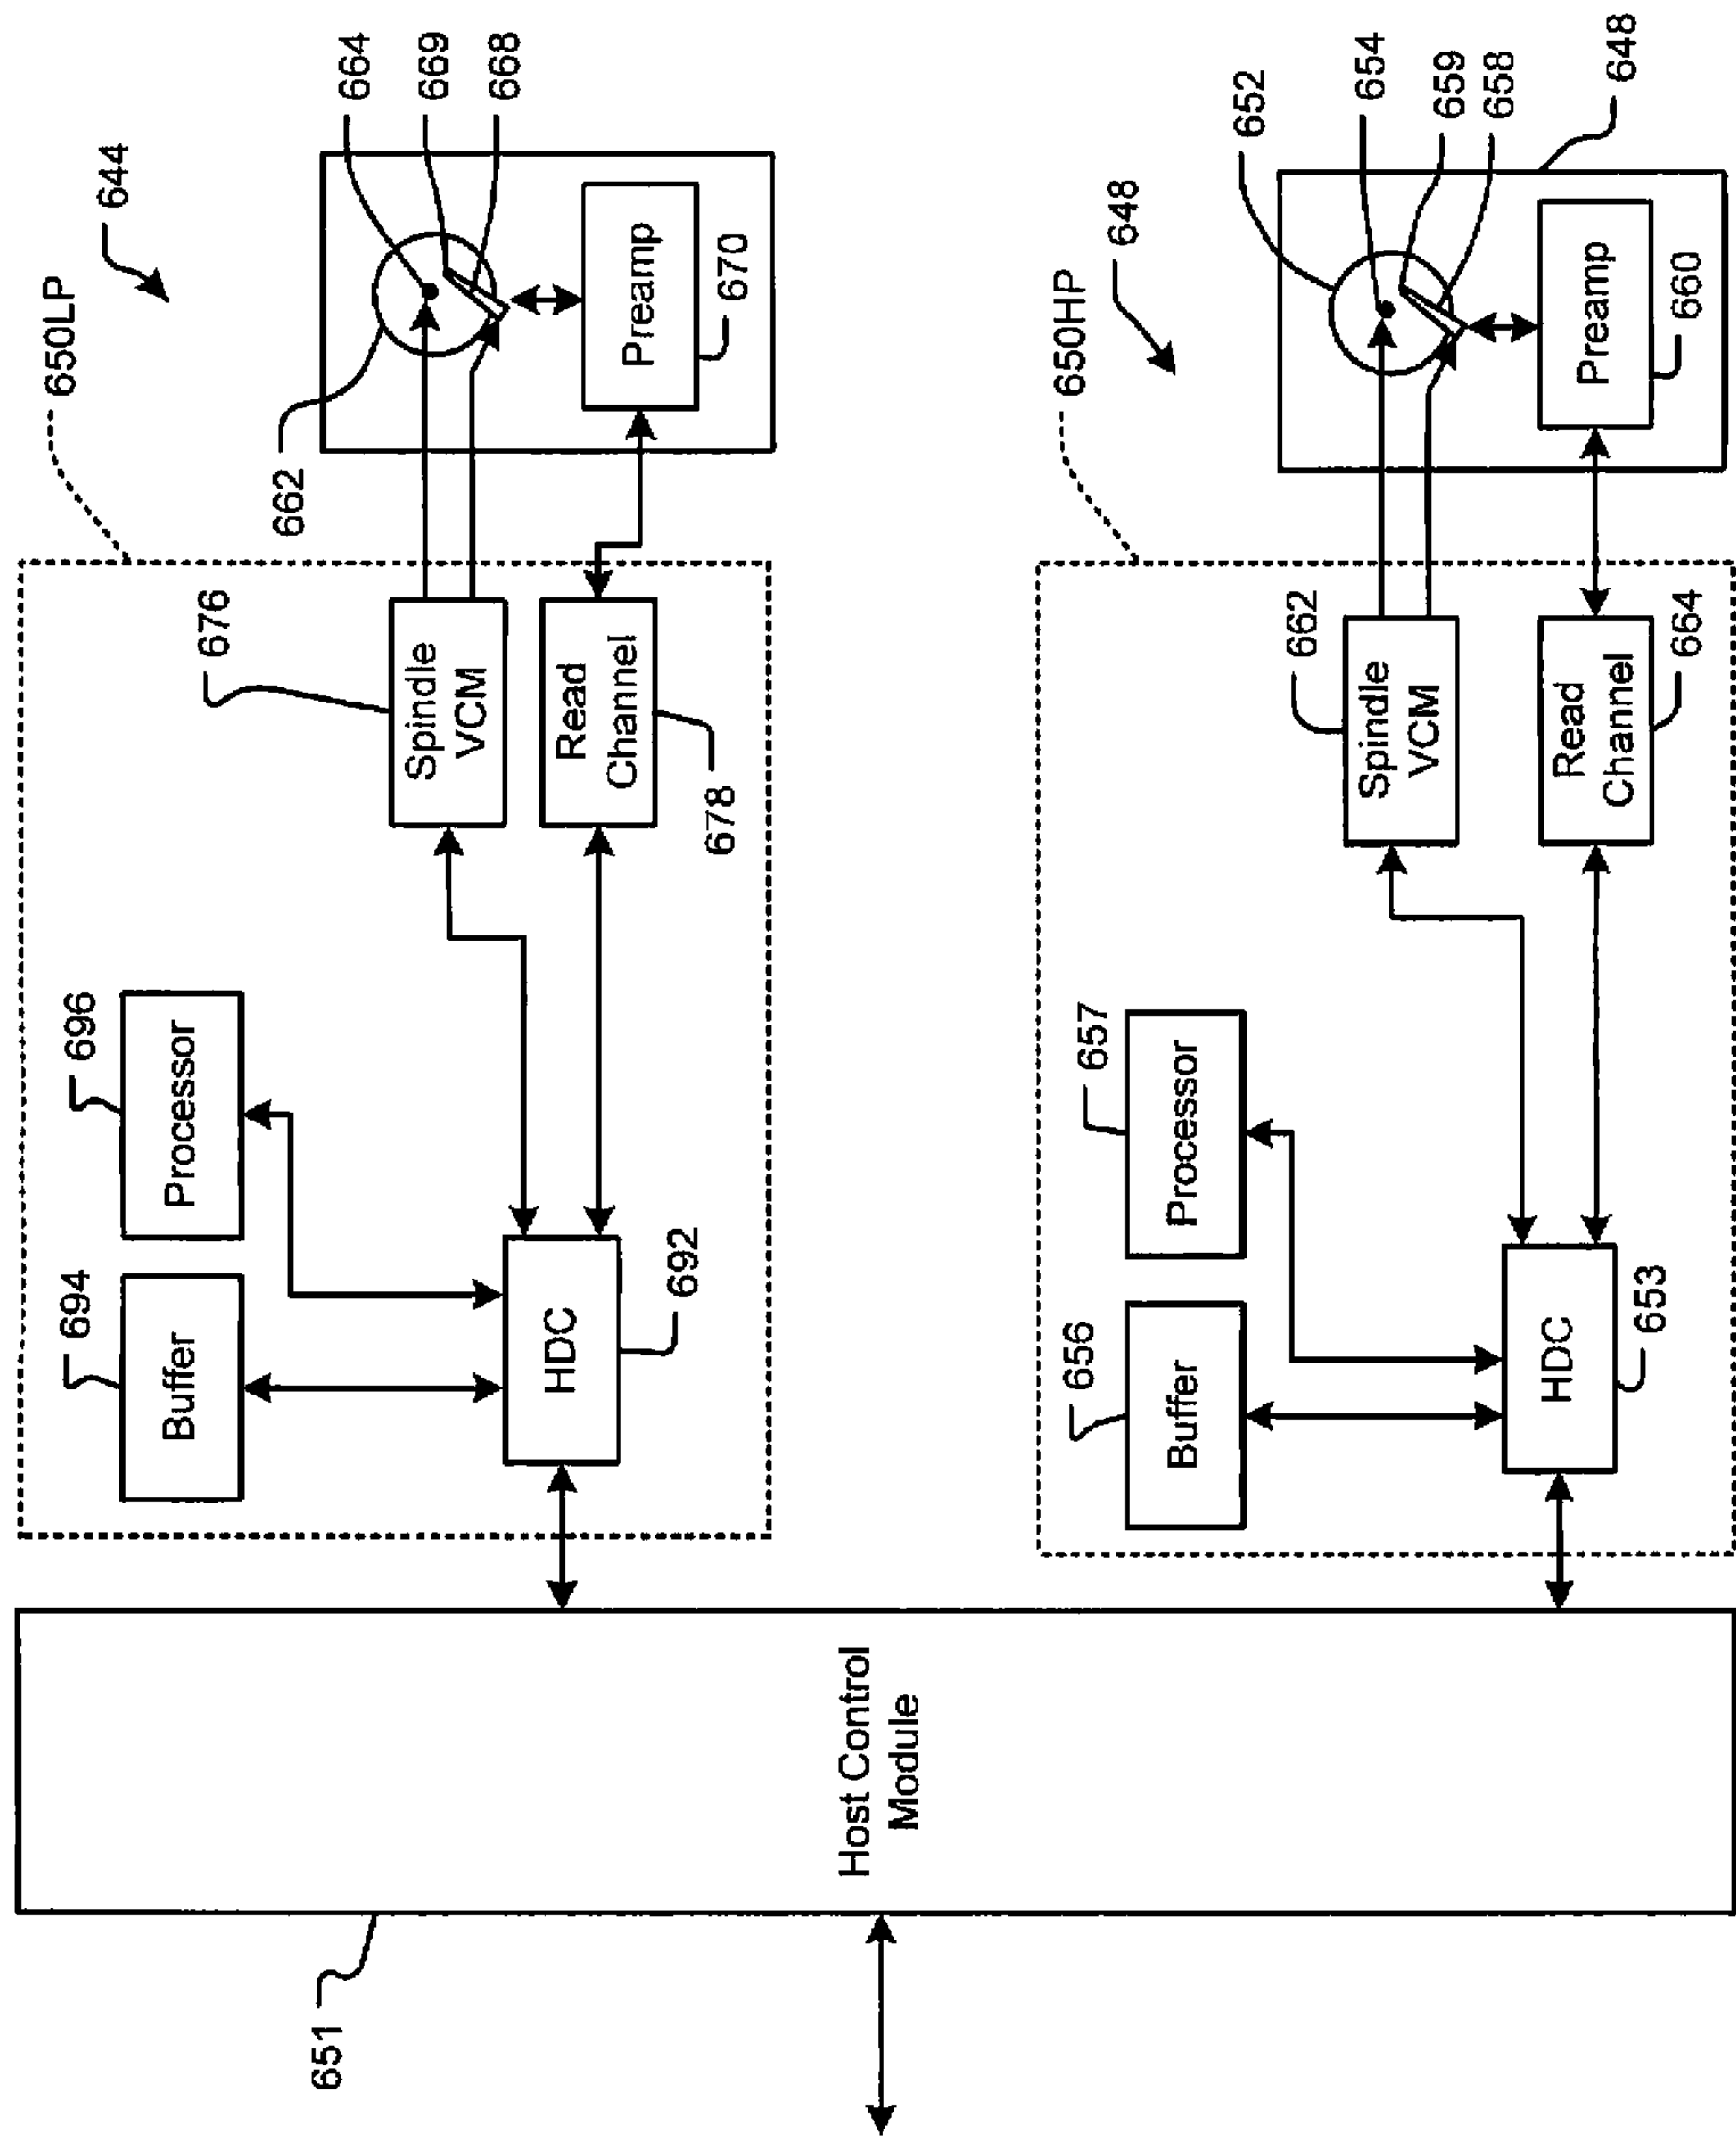 644
650LP
664
669
668
662
676
Spindle
VCM
Read
Channel
678
Preamp
670
696
Processor
694
Buffer
HDC
692
Host Control
Module
651
648
650HP
652
654
659
658
648
662
Spindle
VCM
Read
Channel
664
Preamp
660
657
Processor
656
Buffer
HDC
653